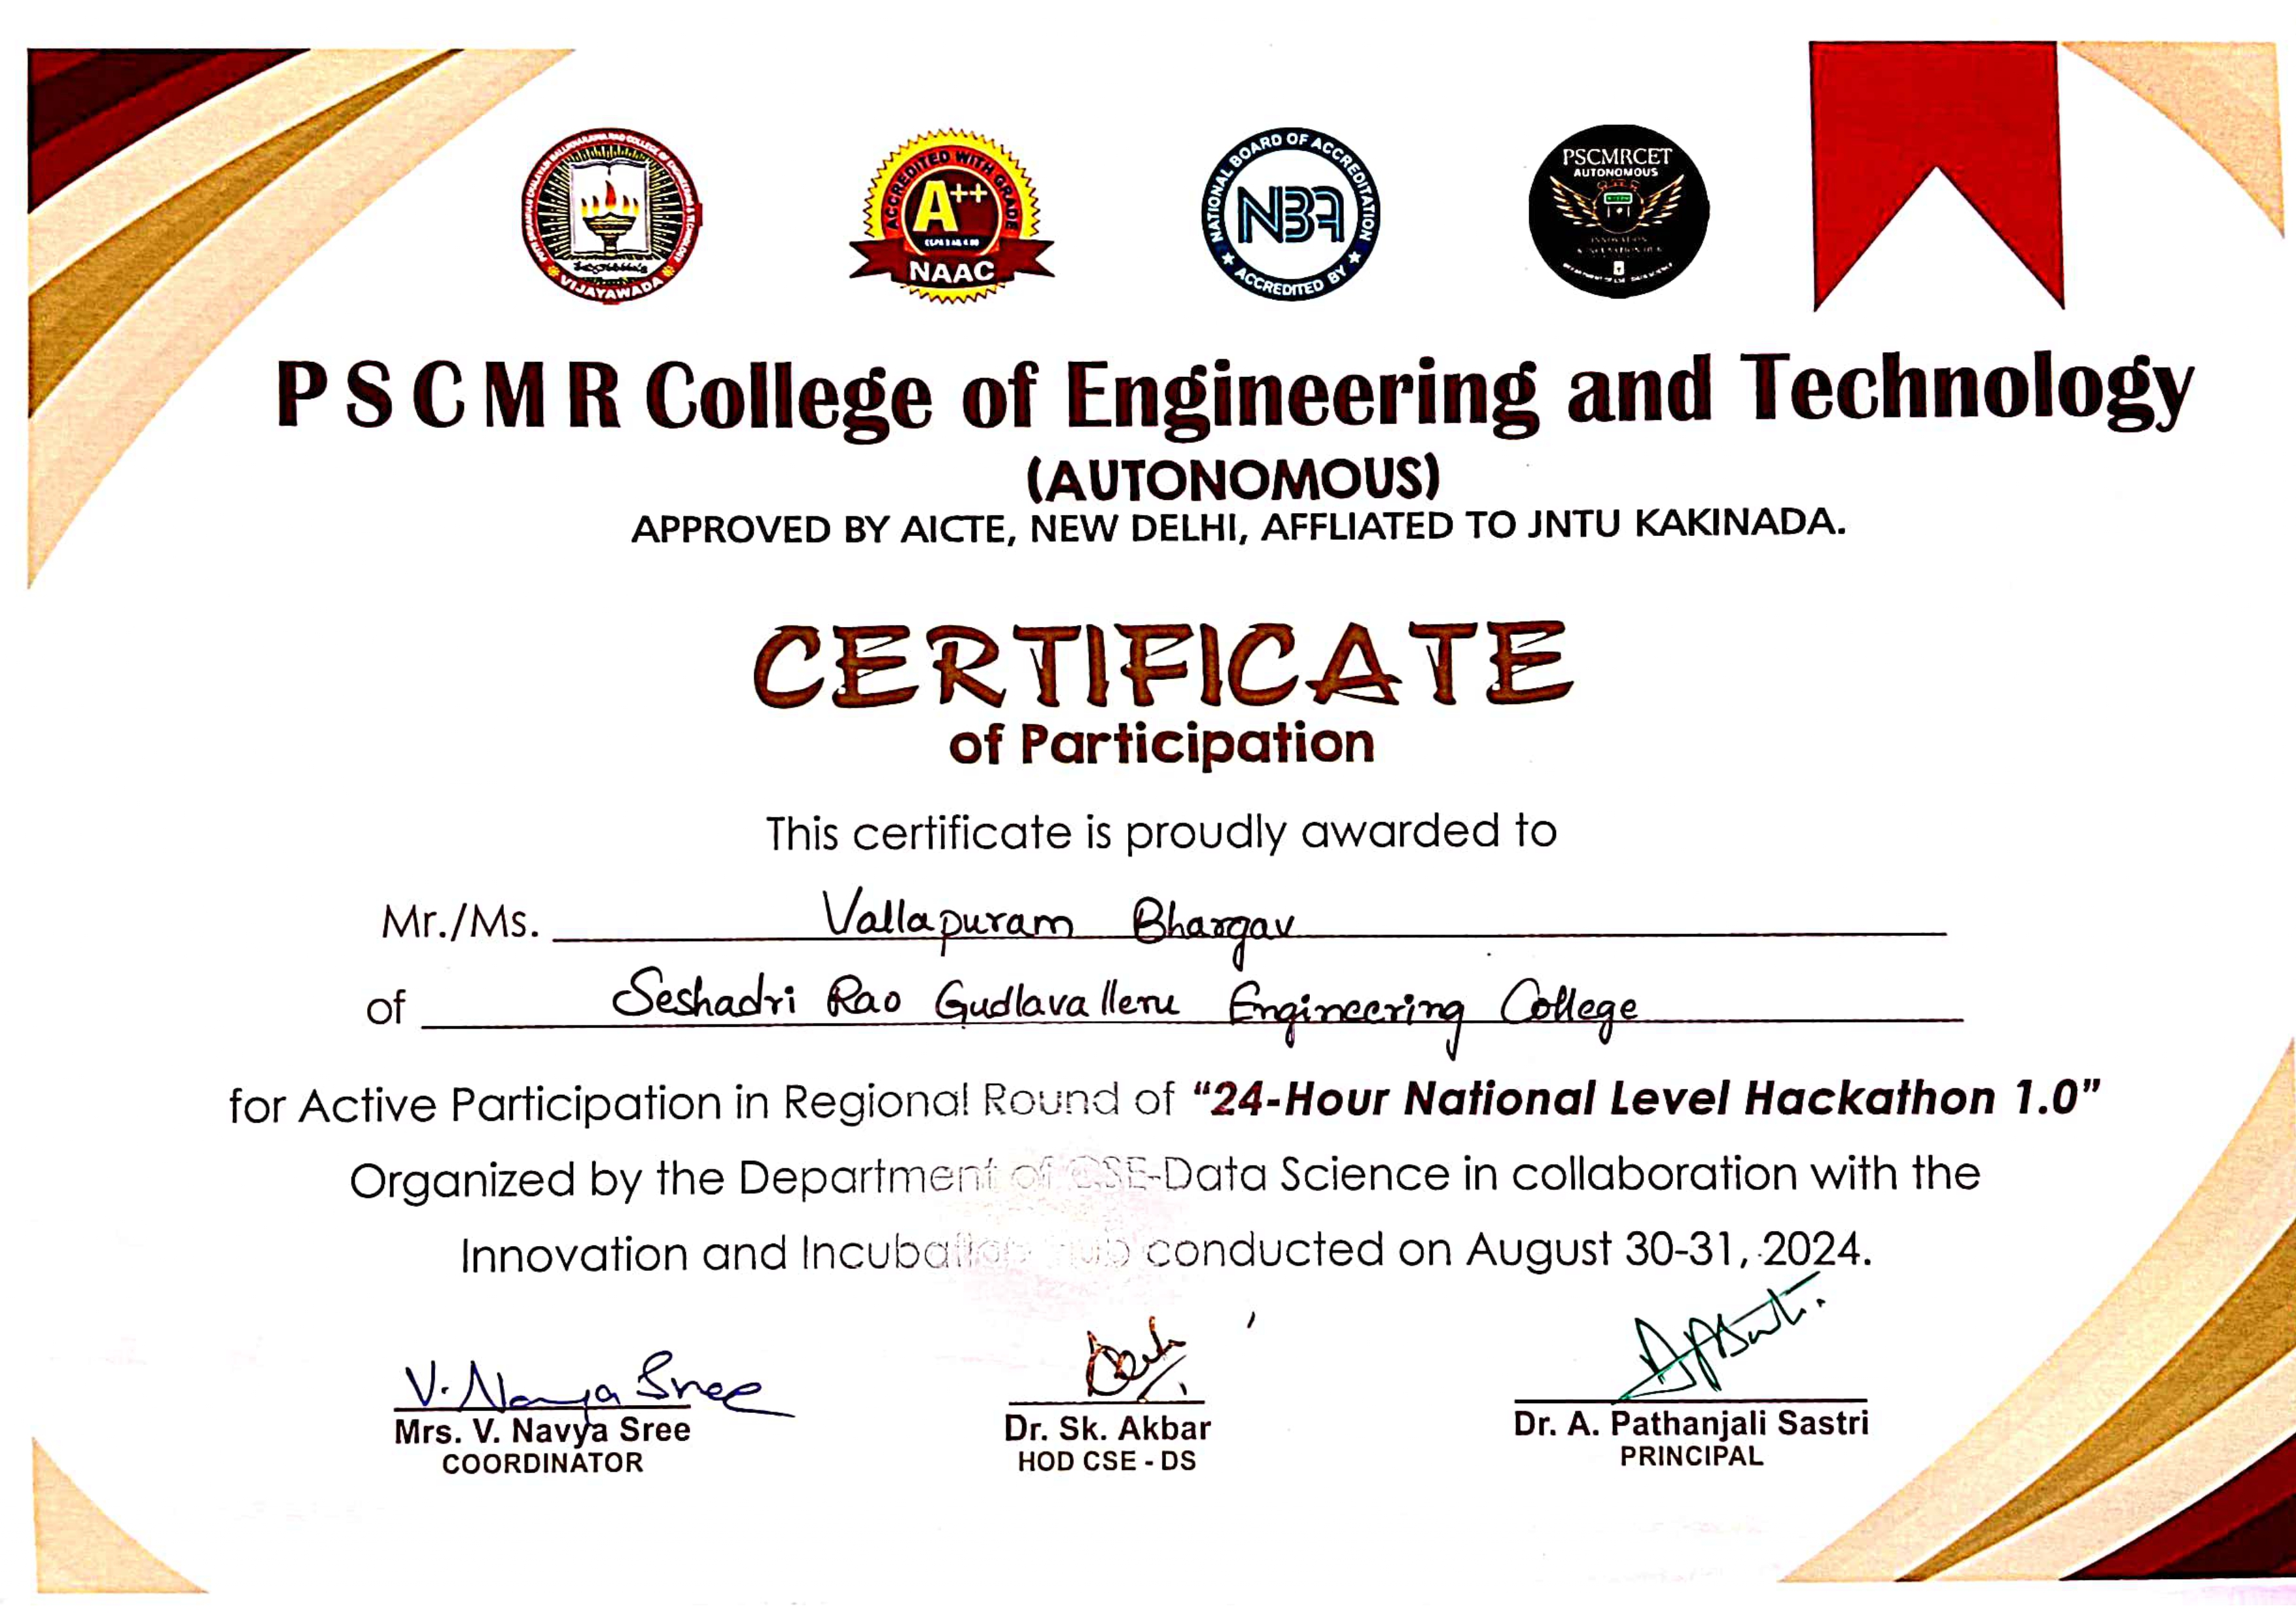 VIJAYAWADA
ACCREDITED WITH GRADE
A++
NAAC
NATIONAL BOARD OF ACCREDITATION
NBA
ACCREDITED BY
PSCMRCET
AUTONOMOUS
P S C M R College of Engineering and Technology
(AUTONOMOUS)
APPROVED BY AICTE, NEW DELHI, AFFLIATED TO JNTU KAKINADA.
CERTIFICATE
of Participation
This certificate is proudly awarded to
Mr./Ms. Vallapuram Bhargav
of Seshadri Rao Gudlavalleru Engineering College
for Active Participation in Regional Round of “24-Hour National Level Hackathon 1.0”
Organized by the Department of CSE-Data Science in collaboration with the
Innovation and Incubation Hub conducted on August 30-31, 2024.
V. Navya Sree
Mrs. V. Navya Sree
COORDINATOR
Dr. Sk. Akbar
HOD CSE - DS
Dr. A. Pathanjali Sastri
PRINCIPAL